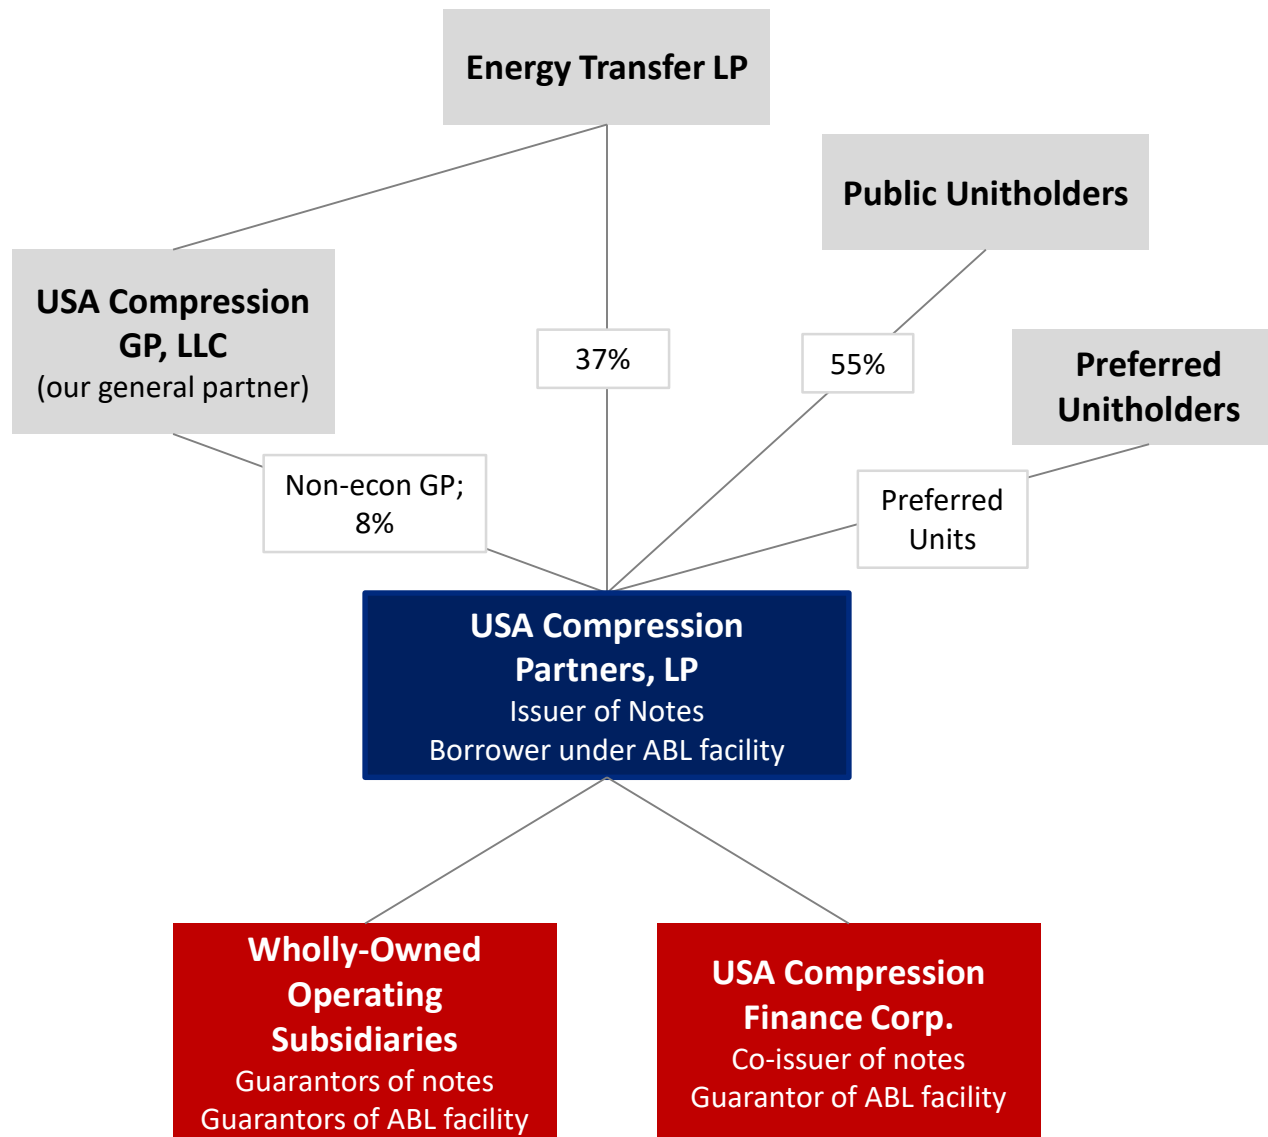 Energy Transfer LP
Public Unitholders
USA Compression
GP, LLC
(our general partner)
37%
55%
Preferred
Unitholders
Non-econ GP;
8%
Preferred
Units
USA Compression
Partners, LP
Issuer of Notes
Borrower under ABL facility
Wholly-Owned
Operating
Subsidiaries
Guarantors of notes
Guarantors of ABL facility
USA Compression
Finance Corp.
Co-issuer of notes
Guarantor of ABL facility